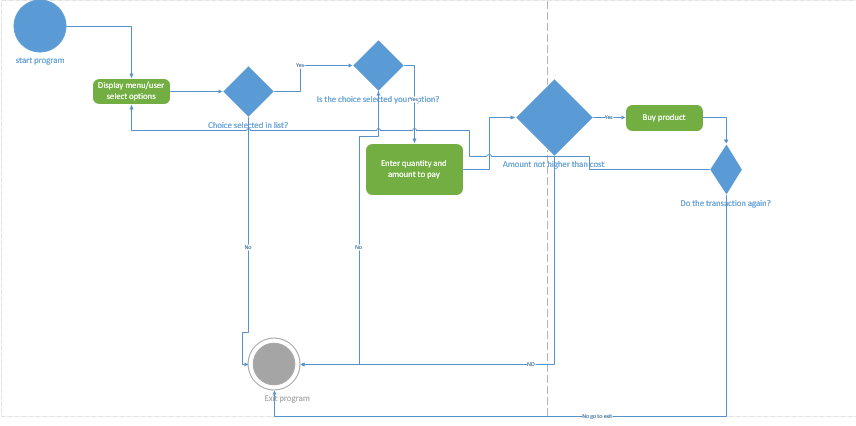 start program
Display menu/user
select options
Choice selected in list?
Yes
Is the choice selected your option?
Yes
Enter quantity and
amount to pay
Amount not higher than cost
Yes
Buy product
Do the transaction again?
No
No
NO
Exit program
No go to exit